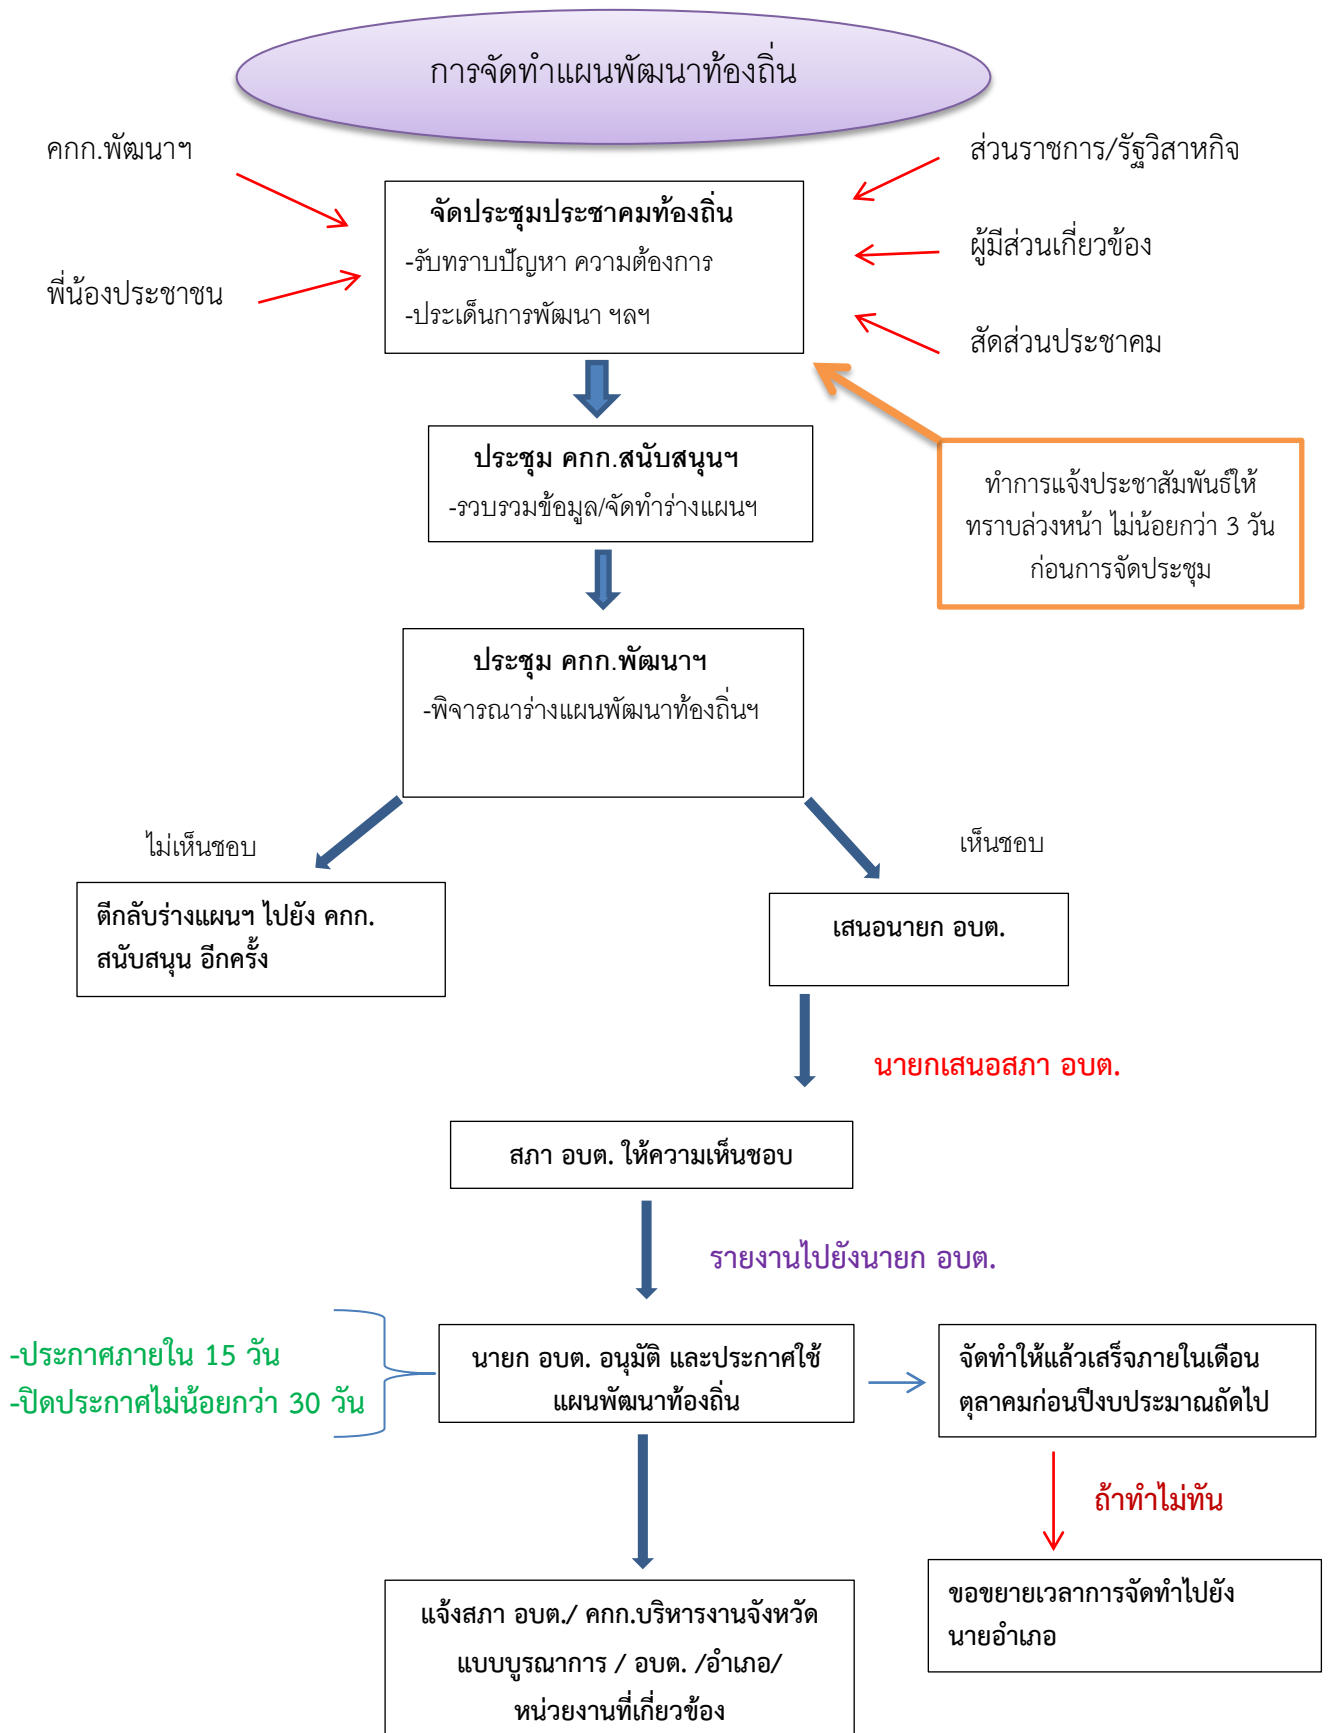 การจัดทำแผนพัฒนาท้องถิ่น
คกก.พัฒนาฯ
ส่วนราชการ/รัฐวิสาหกิจ
จัดประชุมประชาคมท้องถิ่น
-รับทราบปัญหา ความต้องการ
-ประเด็นการพัฒนา ฯลฯ
ผู้มีส่วนเกี่ยวข้อง
พี่น้องประชาชน
สัดส่วนประชาคม
ประชุม คกก.สนับสนุนฯ
-รวบรวมข้อมูล/จัดทำร่างแผนฯ
ทำการแจ้งประชาสัมพันธ์ให้
ทราบล่วงหน้า ไม่น้อยกว่า 3 วัน
ก่อนการจัดประชุม
ประชุม คกก.พัฒนาฯ
-พิจารณาร่างแผนพัฒนาท้องถิ่นฯ
ไม่เห็นชอบ
เห็นชอบ
ตีกลับร่างแผนฯ ไปยัง คกก.
สนับสนุน อีกครั้ง
เสนอนายก อบต.
นายกเสนอสภา อบต.
สภา อบต. ให้ความเห็นชอบ
รายงานไปยังนายก อบต.
-ประกาศภายใน 15 วัน
-ปิดประกาศไม่น้อยกว่า 30 วัน
นายก อบต. อนุมัติ และประกาศใช้
แผนพัฒนาท้องถิ่น
จัดทำให้แล้วเสร็จภายในเดือน
ตุลาคมก่อนปีงบประมาณถัดไป
ถ้าทำไม่ทัน
ขอขยายเวลาการจัดทำไปยัง
นายอำเภอ
แจ้งสภา อบต./ คกก.บริหารงานจังหวัด
แบบบูรณาการ / อบต. /อำเภอ/
หน่วยงานที่เกี่ยวข้อง